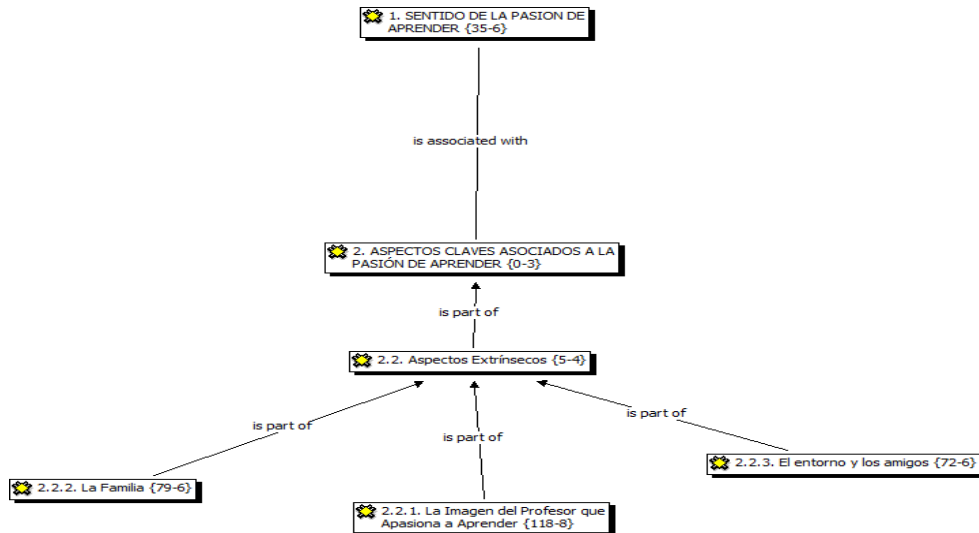 1. SENTIDO DE LA PASION DE
APRENDER {35-6}
is associated with
2. ASPECTOS CLAVES ASOCIADOS A LA
PASIÓN DE APRENDER {0-3}
is part of
2.2. Aspectos Extrínsecos {5-4}
is part of
is part of
is part of
2.2.2. La Familia {79-6}
2.2.1. La Imagen del Profesor que
Apasiona a Aprender {118-8}
2.2.3. El entorno y los amigos {72-6}